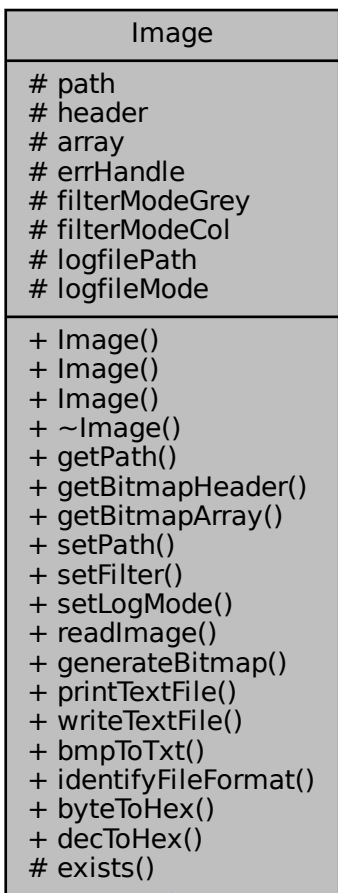 Image
# path
# header
# array
# errHandle
# filterModeGrey
# filterModeCol
# logfilePath
# logfileMode
+ Image()
+ Image()
+ Image()
+ ~Image()
+ getPath()
+ getBitmapHeader()
+ getBitmapArray()
+ setPath()
+ setFilter()
+ setLogMode()
+ readImage()
+ generateBitmap()
+ printTextFile()
+ writeTextFile()
+ bmpToTxt()
+ identifyFileFormat()
+ byteToHex()
+ decToHex()
# exists()